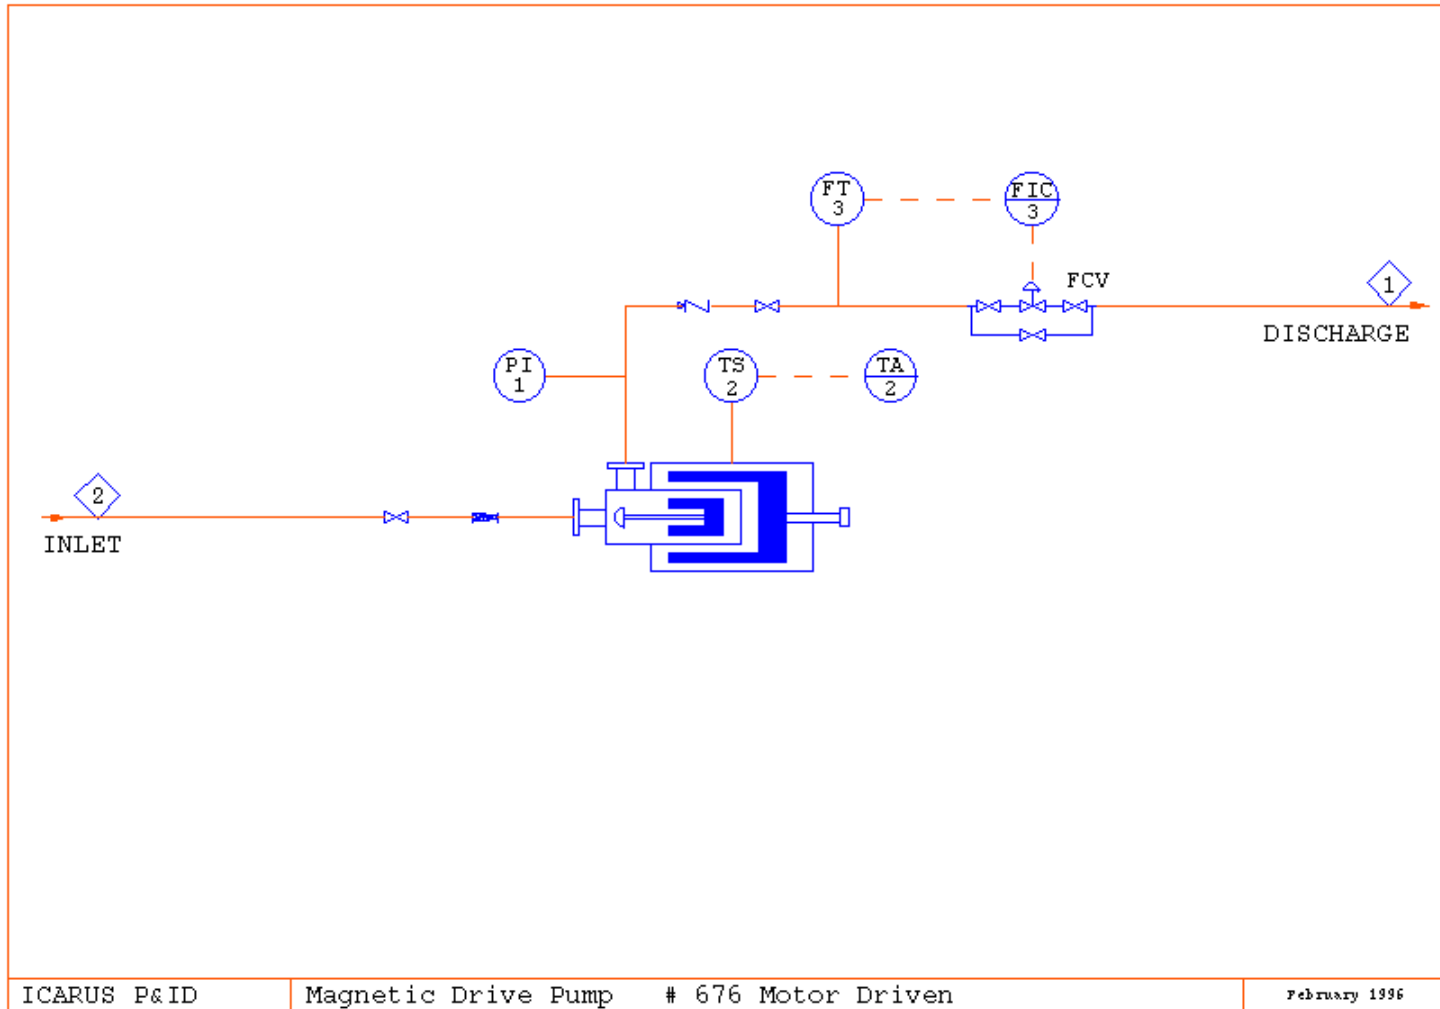 FT
3
FIC
3
FCV
1
DISCHARGE
PI
1
TS
2
TA
2
2
INLET
ICARUS P&ID
Magnetic Drive Pump # 676 Motor Driven
February 1996